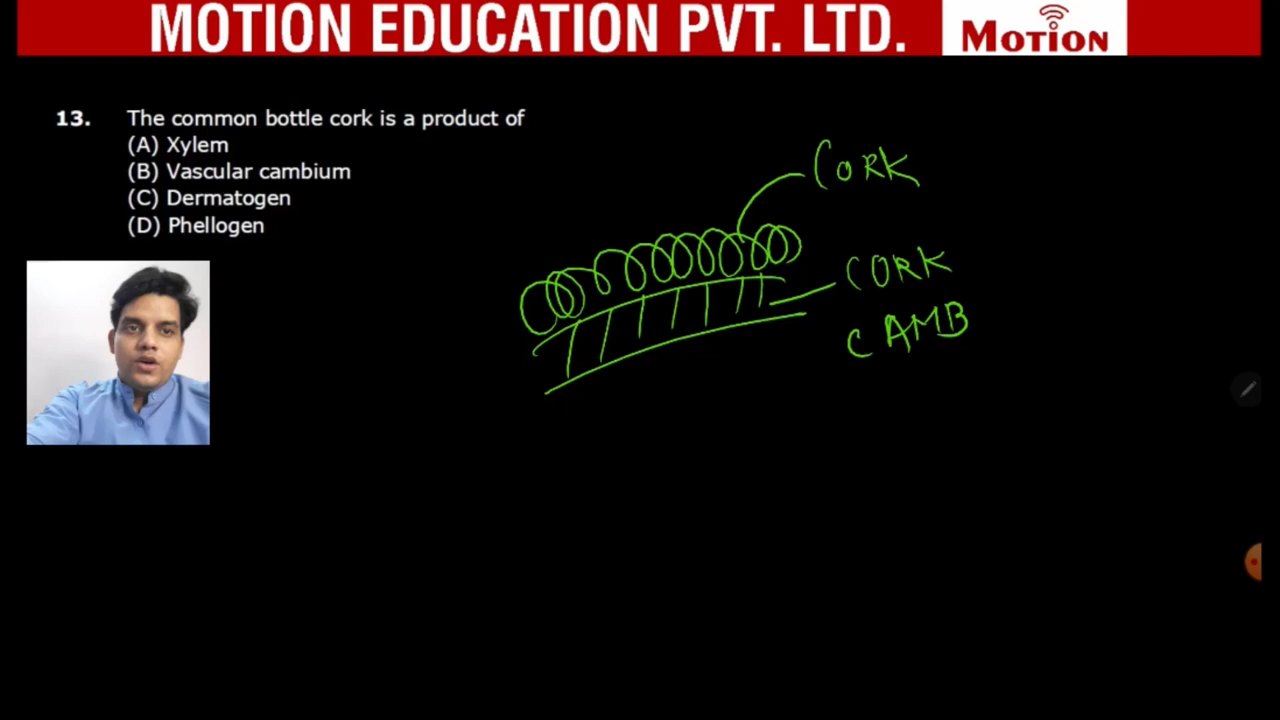 MOTION EDUCATION PVT. LTD.
MOTION
13. The common bottle cork is a product of
(A) Xylem
(B) Vascular cambium
(C) Dermatogen
(D) Phellogen
CORK
CORK
CAMB